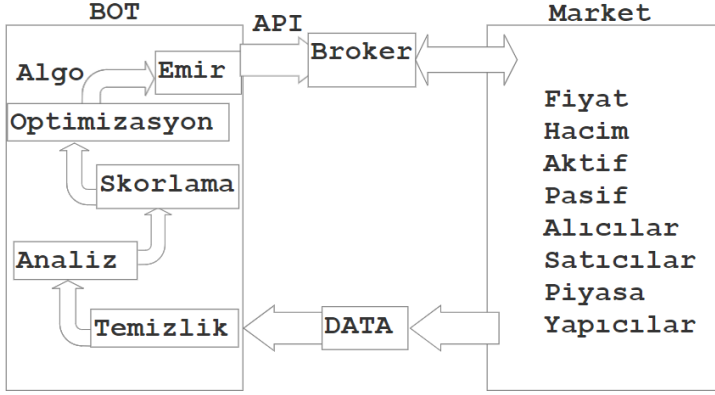 BOT
API
Market
Algo
Emir
Broker
Optimizasyon
Skorlama
Analiz
Temizlik
DATA
Fiyat
Hacim
Aktif
Pasif
Alıcılar
Satıcılar
Piyasa
Yapıcılar